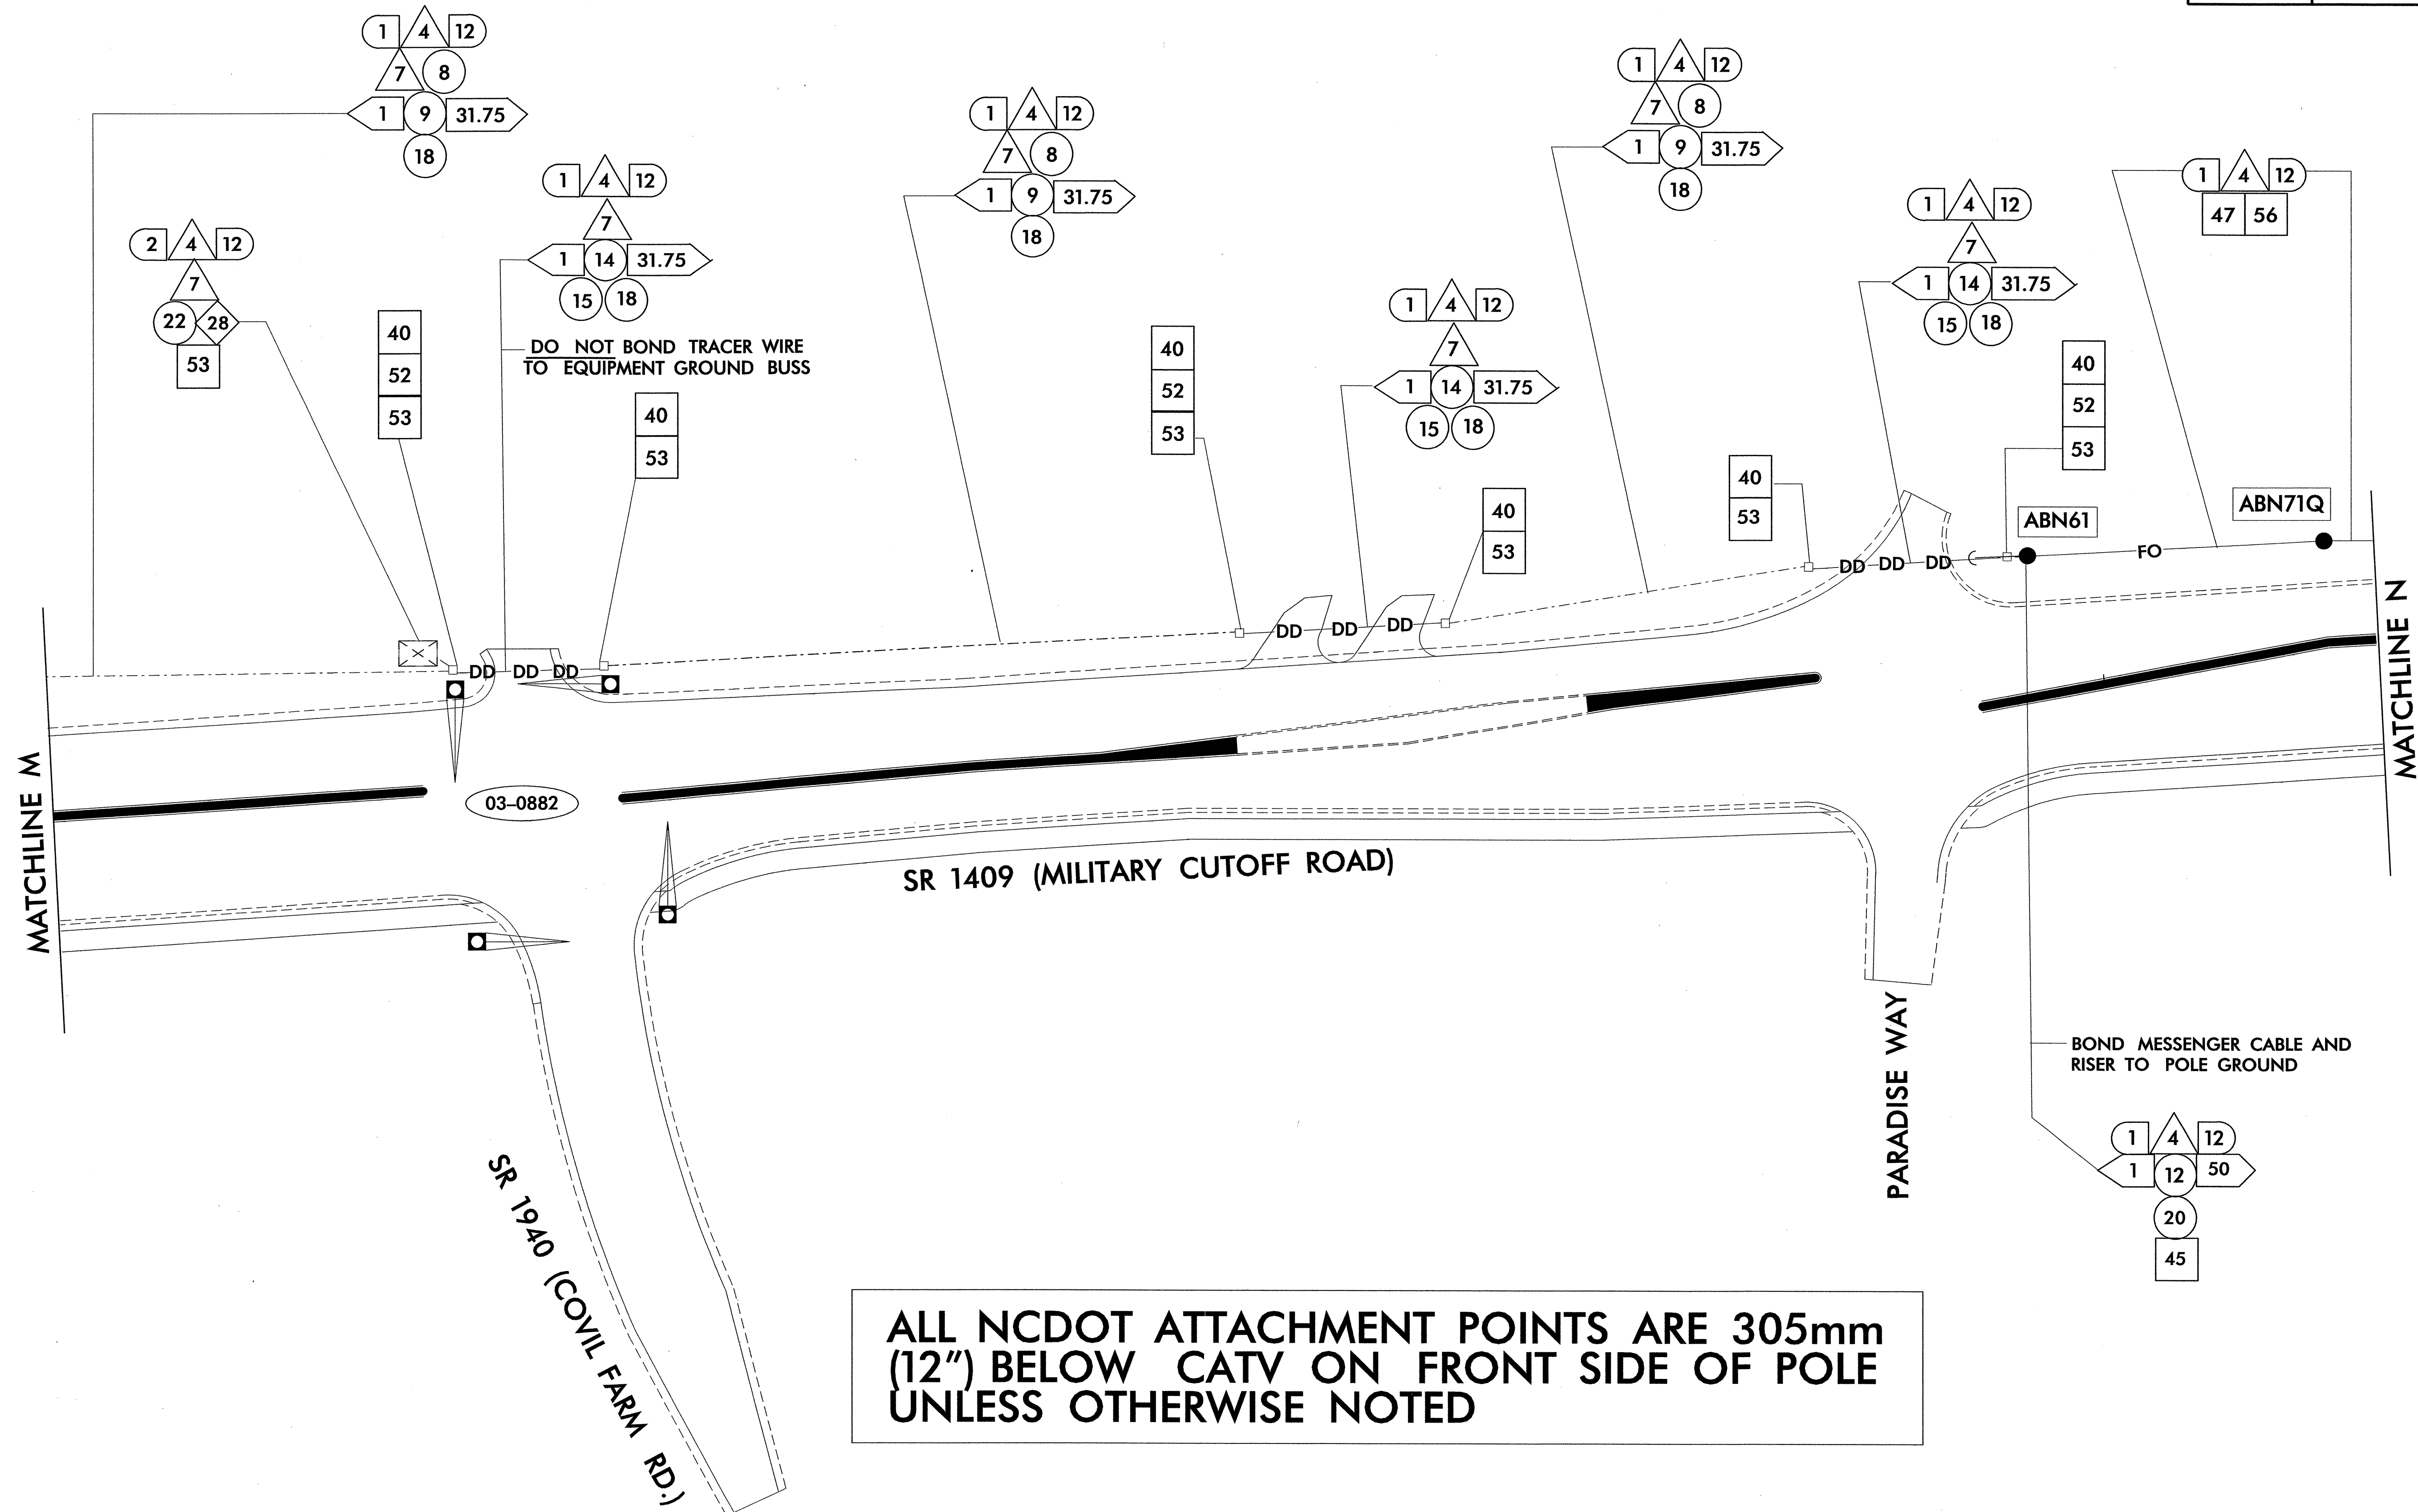 1 4 12
7 8
1 9 31.75
18
1 4 12
7
1 14 31.75
15 18
2 4 12
7
22 28
53
40
52
53
DO NOT BOND TRACER WIRE
TO EQUIPMENT GROUND BUSS
40
53
1 4 12
7 8
1 9 31.75
18
40
52
53
1 4 12
7
1 14 31.75
15 18
40
53
1 4 12
7 8
1 9 31.75
18
40
53
1 4 12
7
1 14 31.75
15 18
40
52
53
1 4 12
47 56
ABN61
ABN71Q
FO
DD DD DD
DD DD DD
DD DD DD
MATCHLINE M
MATCHLINE N
03-0882
SR 1409 (MILITARY CUTOFF ROAD)
SR 1940 (COVIL FARM RD.)
PARADISE WAY
BOND MESSENGER CABLE AND
RISER TO POLE GROUND
1 4 12
1 12 50
20
45
ALL NCDOT ATTACHMENT POINTS ARE 305mm
(12") BELOW CATV ON FRONT SIDE OF POLE
UNLESS OTHERWISE NOTED